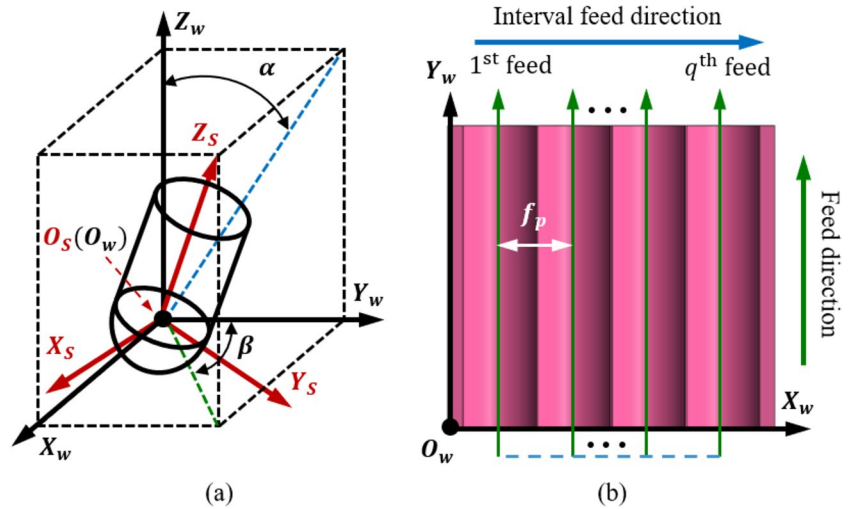 Z_w
α
Z_S
O_S(O_w)
Y_w
X_S
β
Y_S
X_w
(a)
Interval feed direction
Y_w
1st feed
qth feed
• • •
f_p
Feed direction
X_w
O_w
• • •
(b)